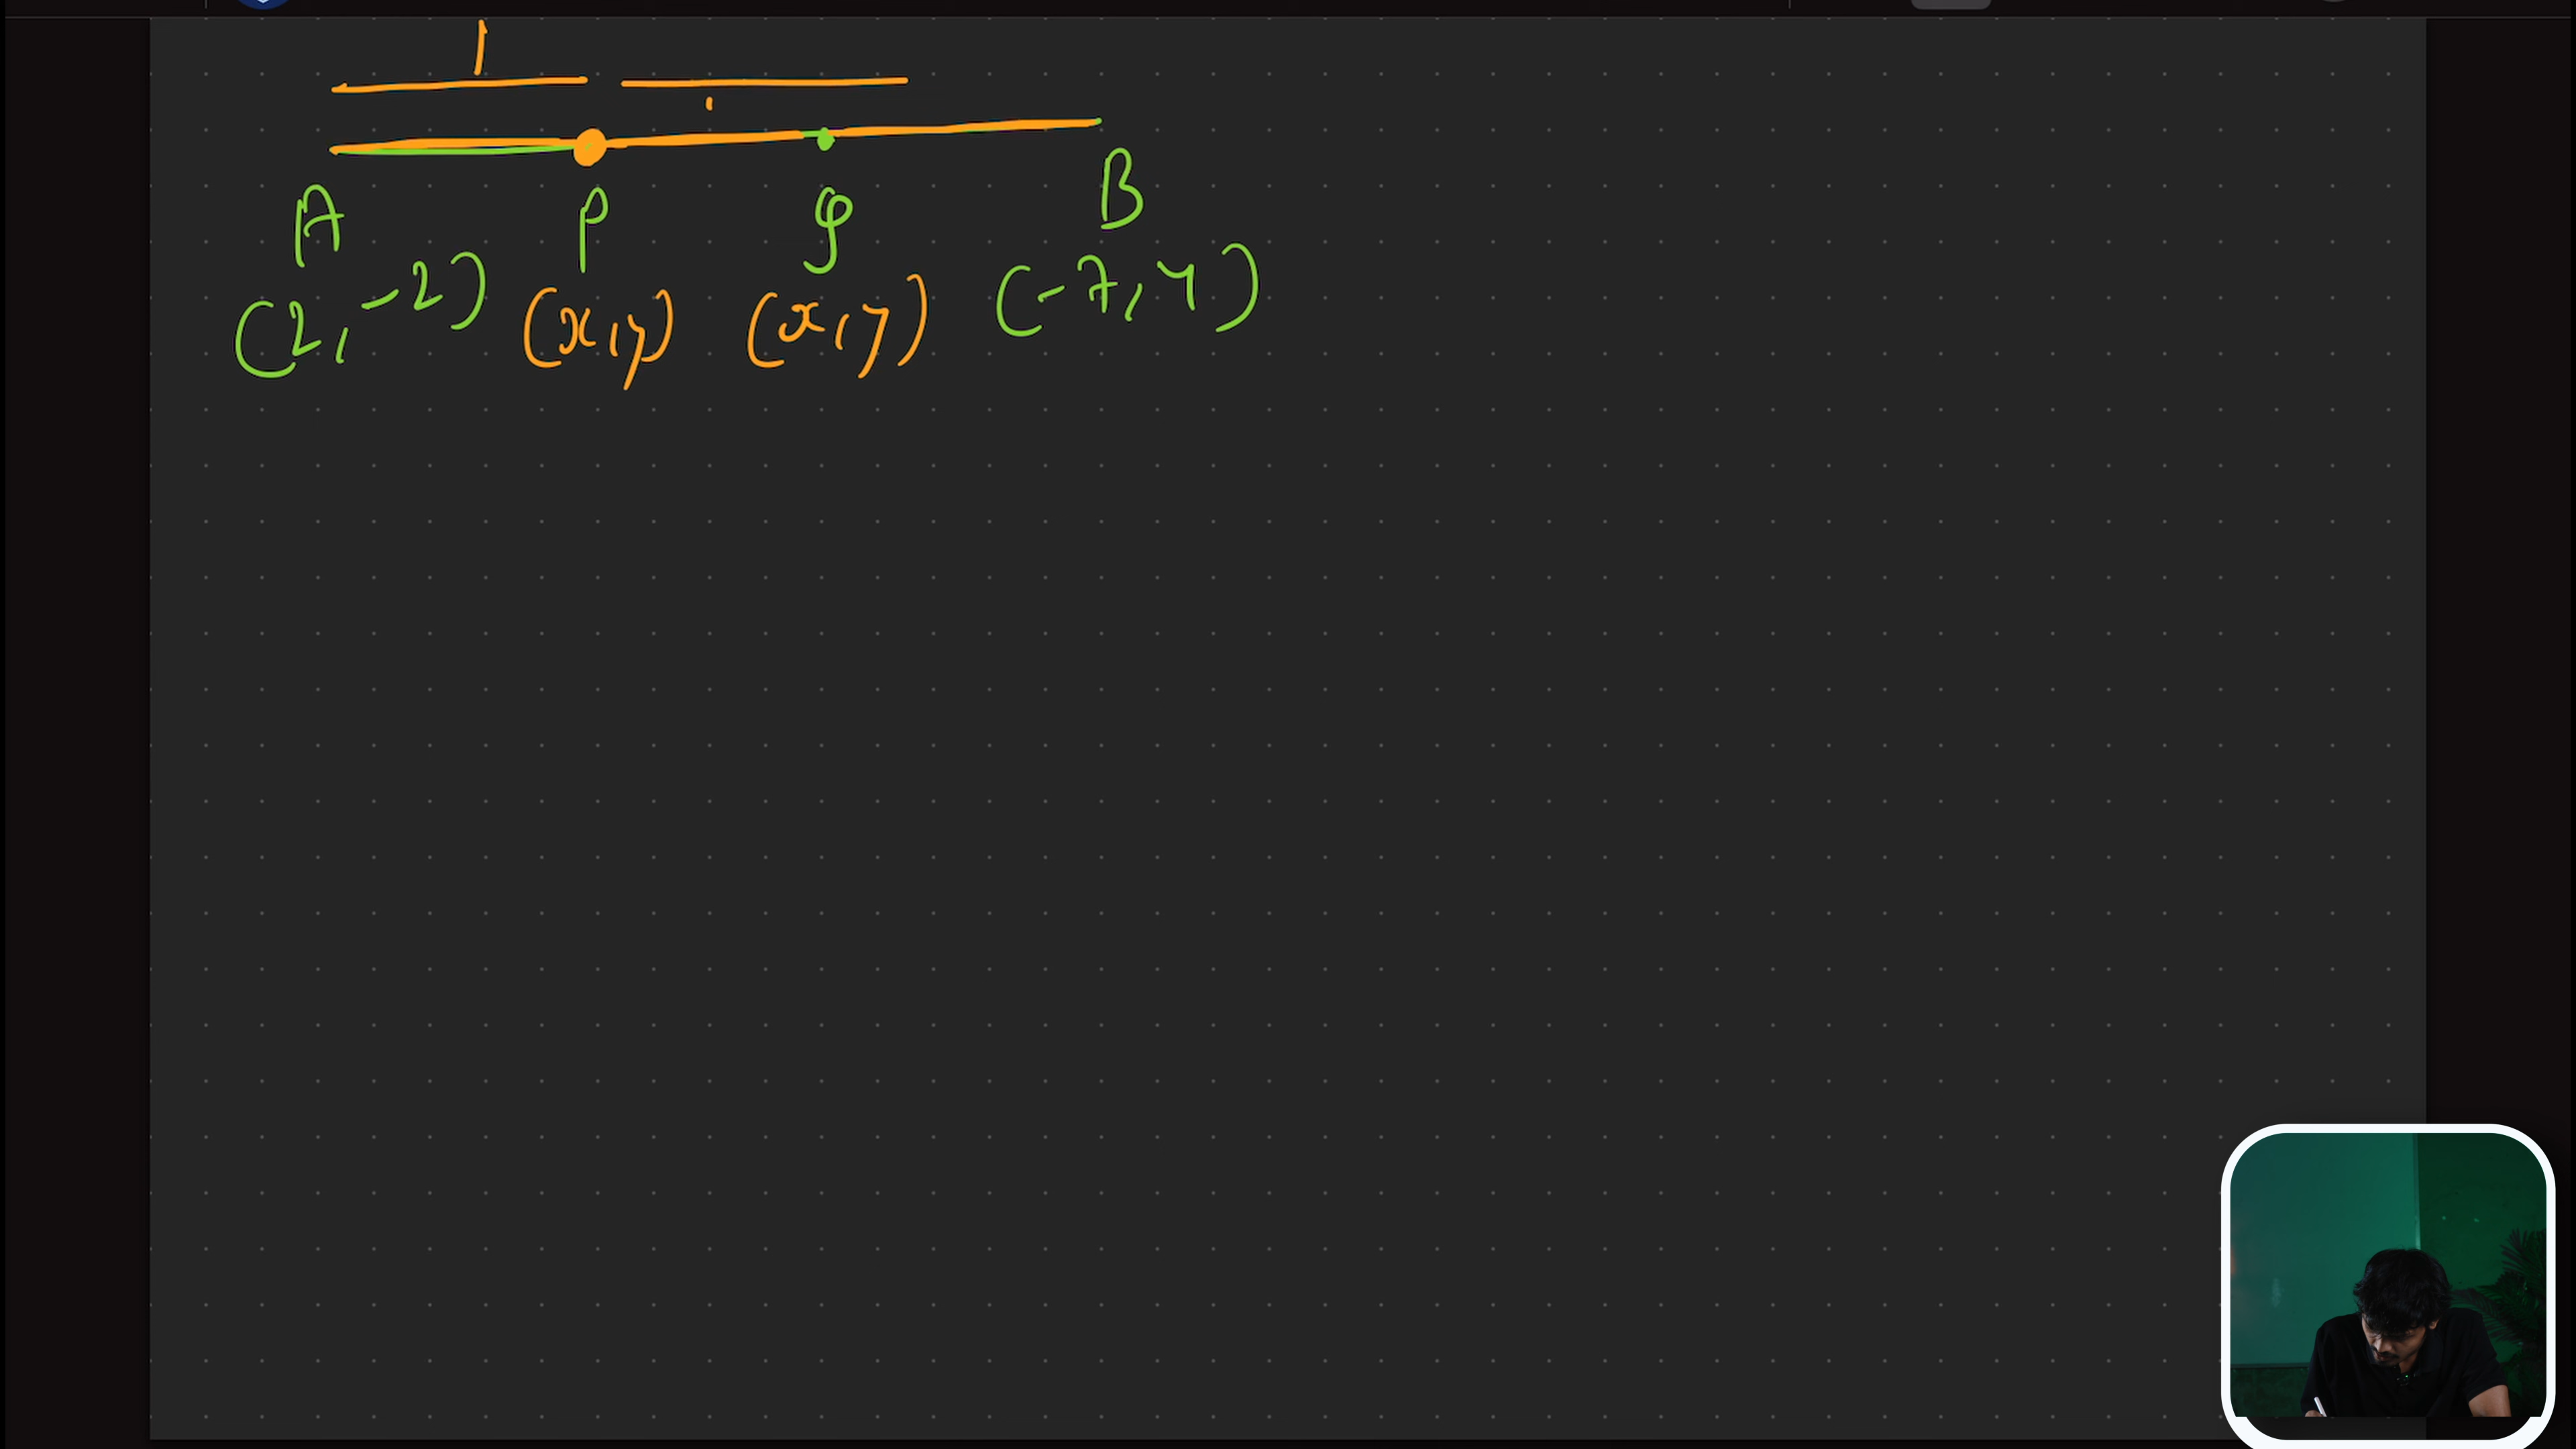 1
A P Q B
(2, -2) (x, y) (x, y) (-7, 4)